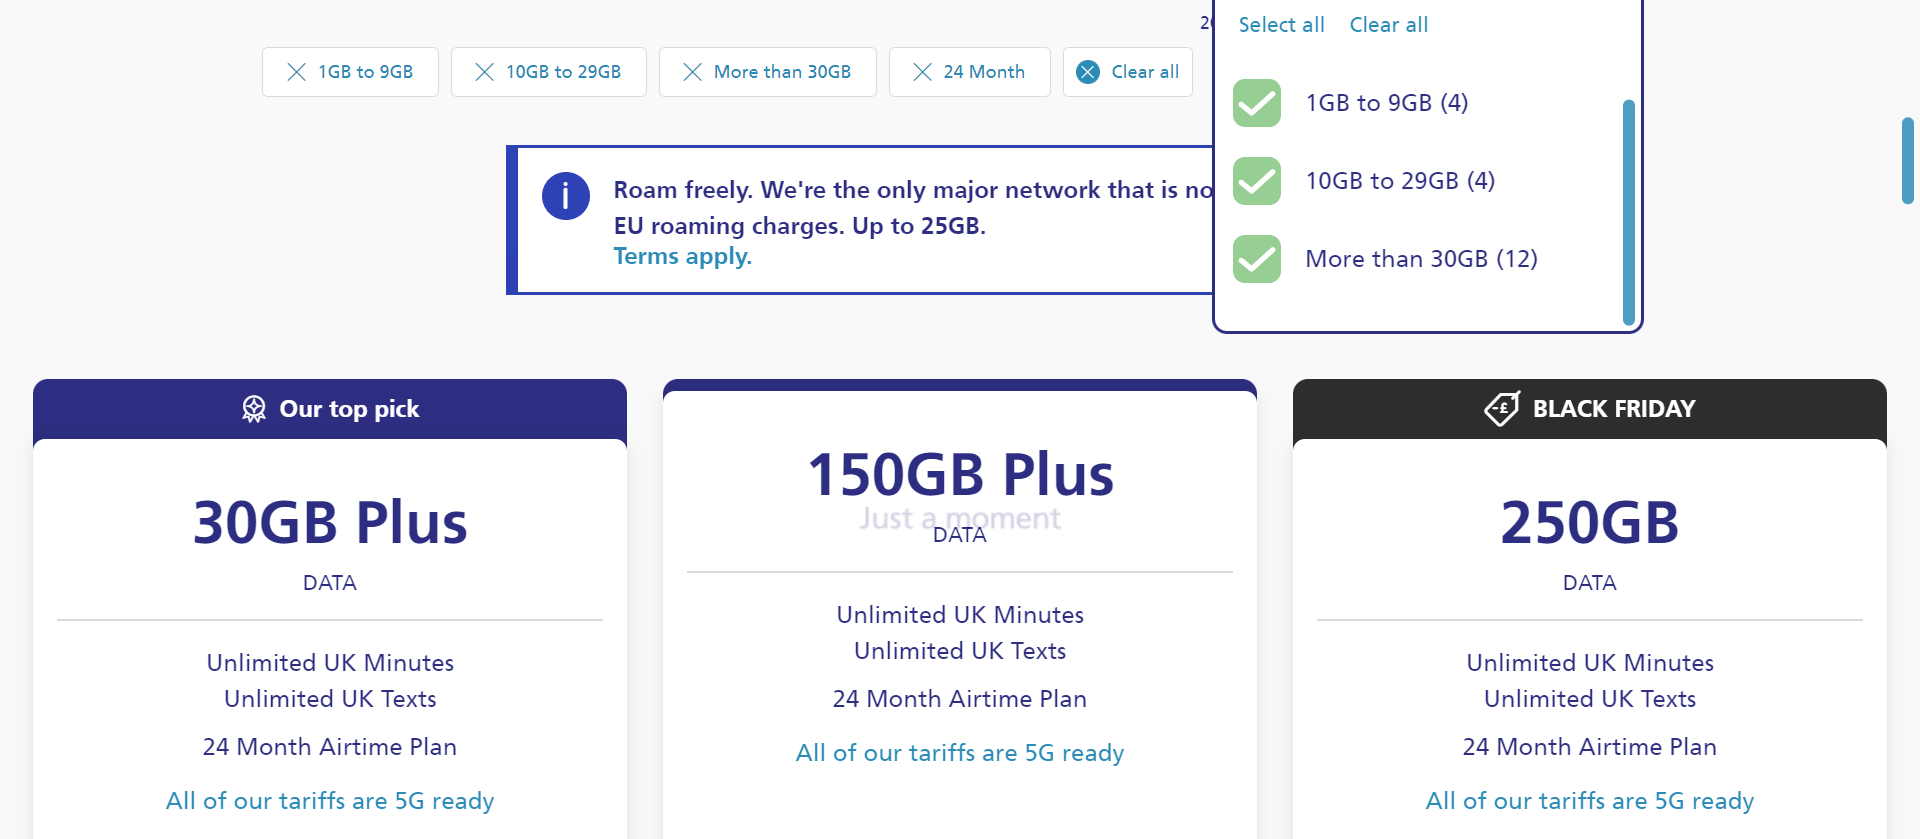 Select all Clear all
1GB to 9GB
10GB to 29GB
More than 30GB
24 Month
Clear all
1GB to 9GB (4)
10GB to 29GB (4)
More than 30GB (12)
Roam freely. We're the only major network that is
EU roaming charges. Up to 25GB.
Terms apply.
Our top pick
30GB Plus
DATA
Unlimited UK Minutes
Unlimited UK Texts
24 Month Airtime Plan
All of our tariffs are 5G ready
150GB Plus
Just a moment
DATA
Unlimited UK Minutes
Unlimited UK Texts
24 Month Airtime Plan
All of our tariffs are 5G ready
-£ BLACK FRIDAY
250GB
DATA
Unlimited UK Minutes
Unlimited UK Texts
24 Month Airtime Plan
All of our tariffs are 5G ready